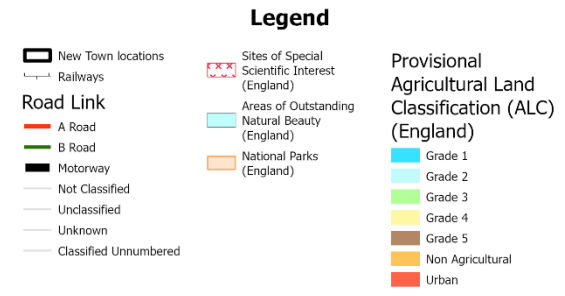 Legend
New Town locations
Railways
Road Link
A Road
B Road
Motorway
Not Classified
Unclassified
Unknown
Classified Unnumbered
Sites of Special
Scientific Interest
(England)
Areas of Outstanding
Natural Beauty
(England)
National Parks
(England)
Provisional
Agricultural Land
Classification (ALC)
(England)
Grade 1
Grade 2
Grade 3
Grade 4
Grade 5
Non Agricultural
Urban